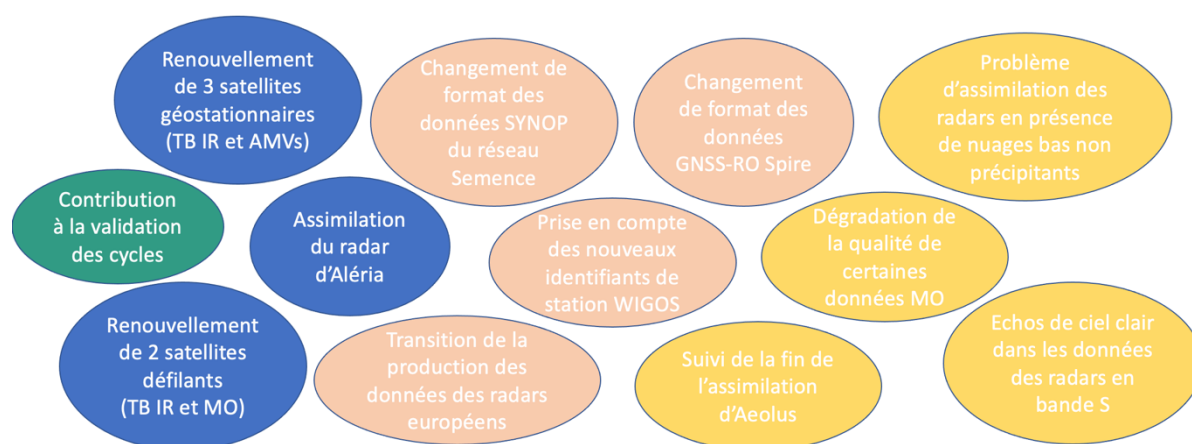 Renouvellement
de 3 satellites
géostationnaires
(TB IR et AMVs)
Changement de
format des
données SYNOP
du réseau
Semence
Changement
de format des
données
GNSS-RO Spire
Problème
d'assimilation des
radars en présence
de nuages bas non
précipitants
Contribution
à la validation
des cycles
Assimilation
du radar
d'Aléria
Prise en compte
des nouveaux
identifiants de
station WIGOS
Dégradation de
la qualité de
certaines
données MO
Renouvellement
de 2 satellites
défilants
(TB IR et MO)
Transition de la
production des
données des radars
européens
Suivi de la fin de
l'assimilation
d'Aeolus
Echos de ciel clair
dans les données
des radars en
bande S